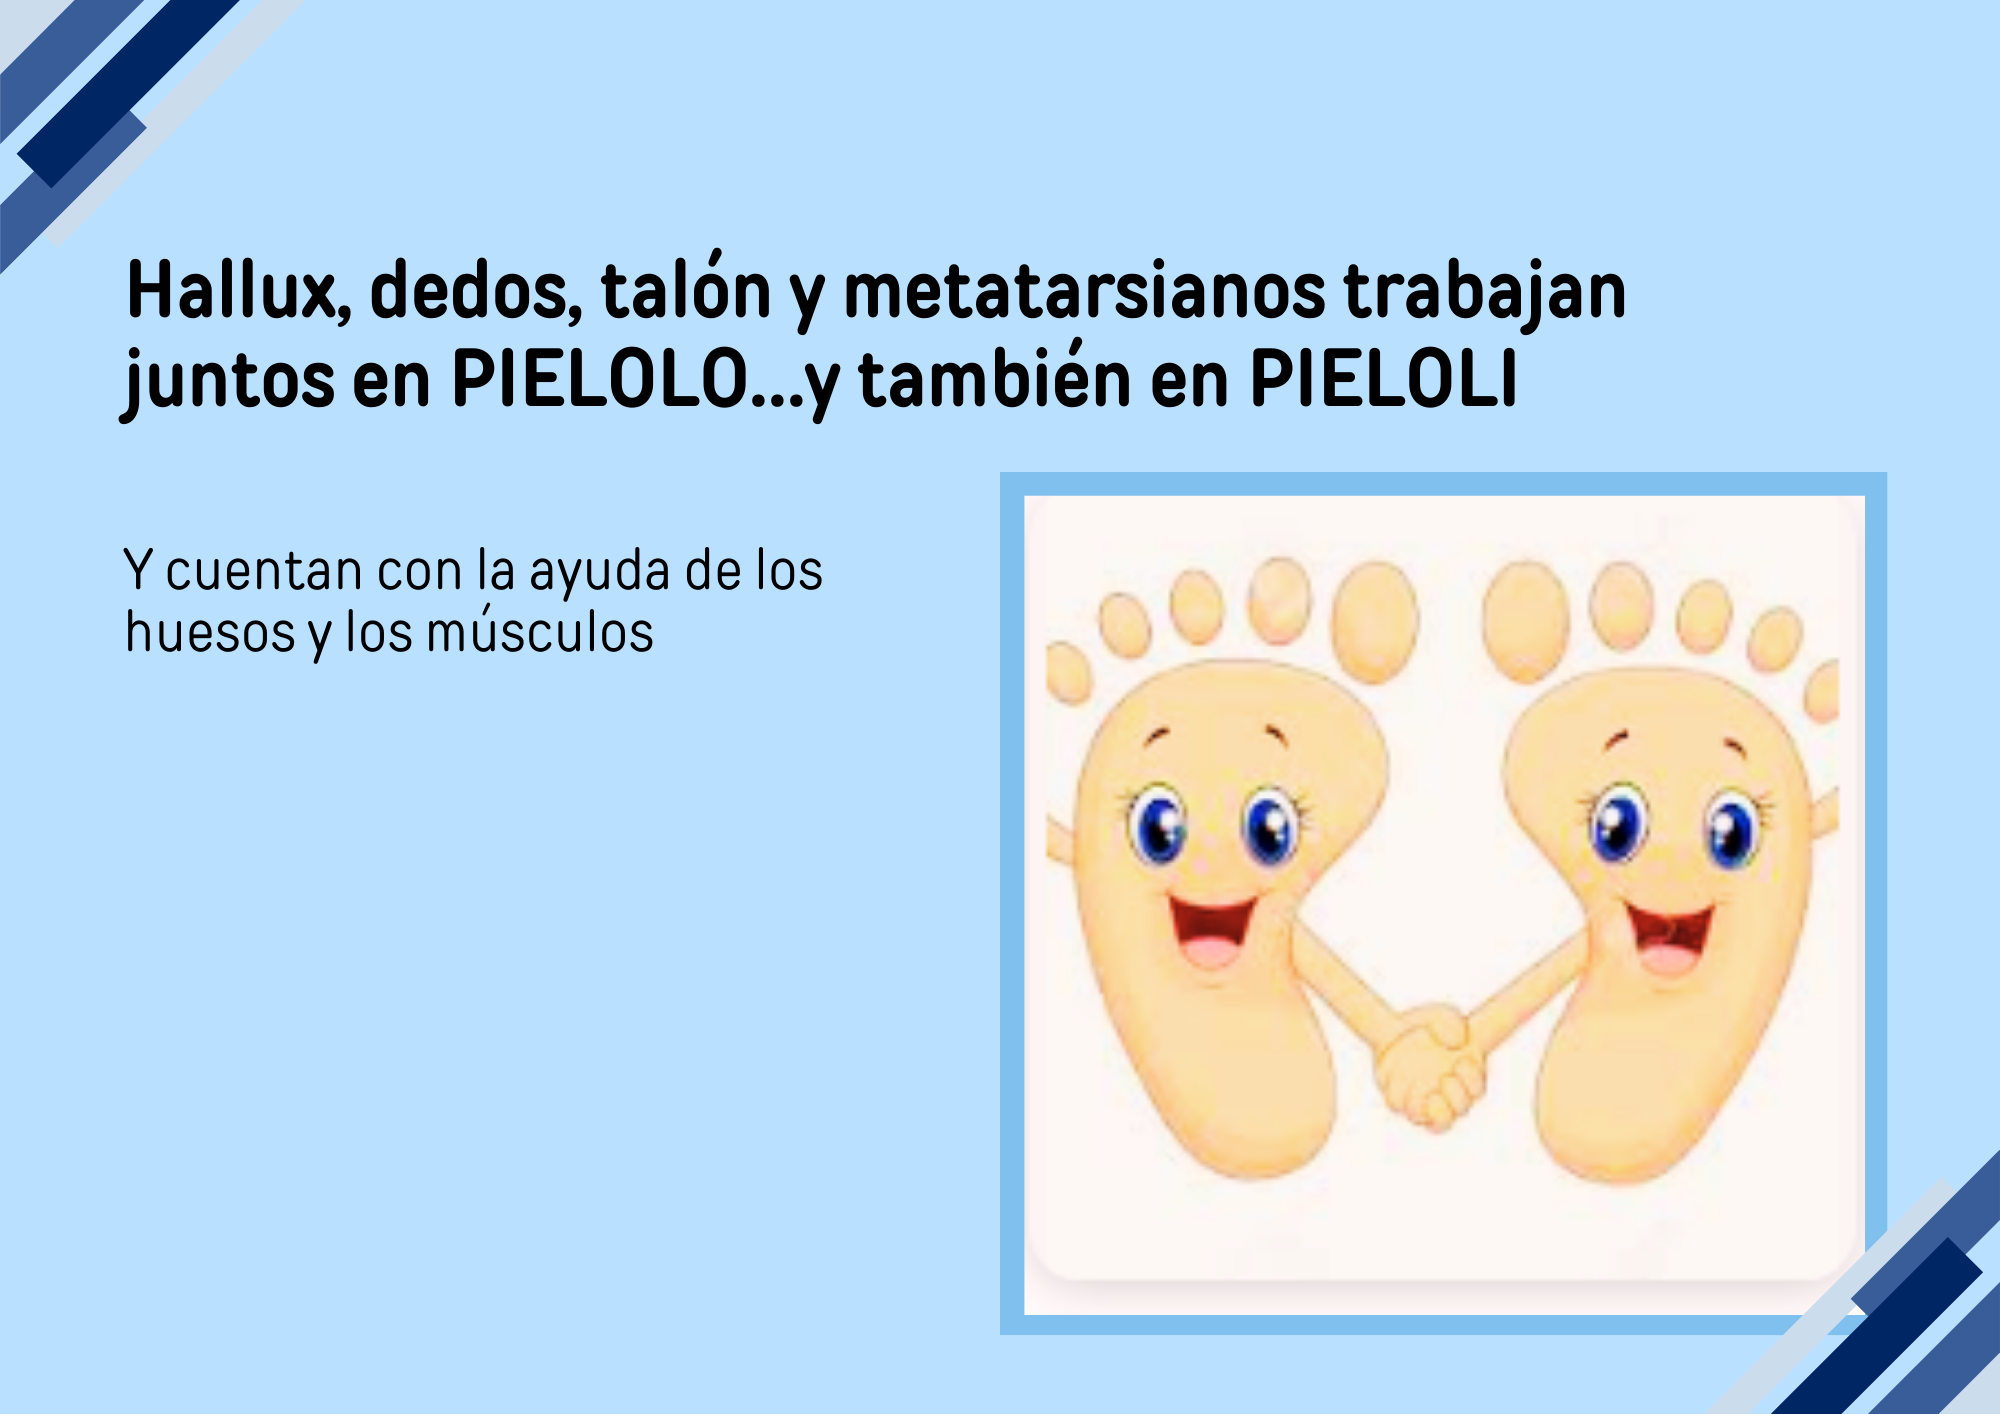 Hallux, dedos, talón y metatarsianos trabajan
juntos en PIELOLO...y también en PIELOLI
Y cuentan con la ayuda de los
huesos y los músculos